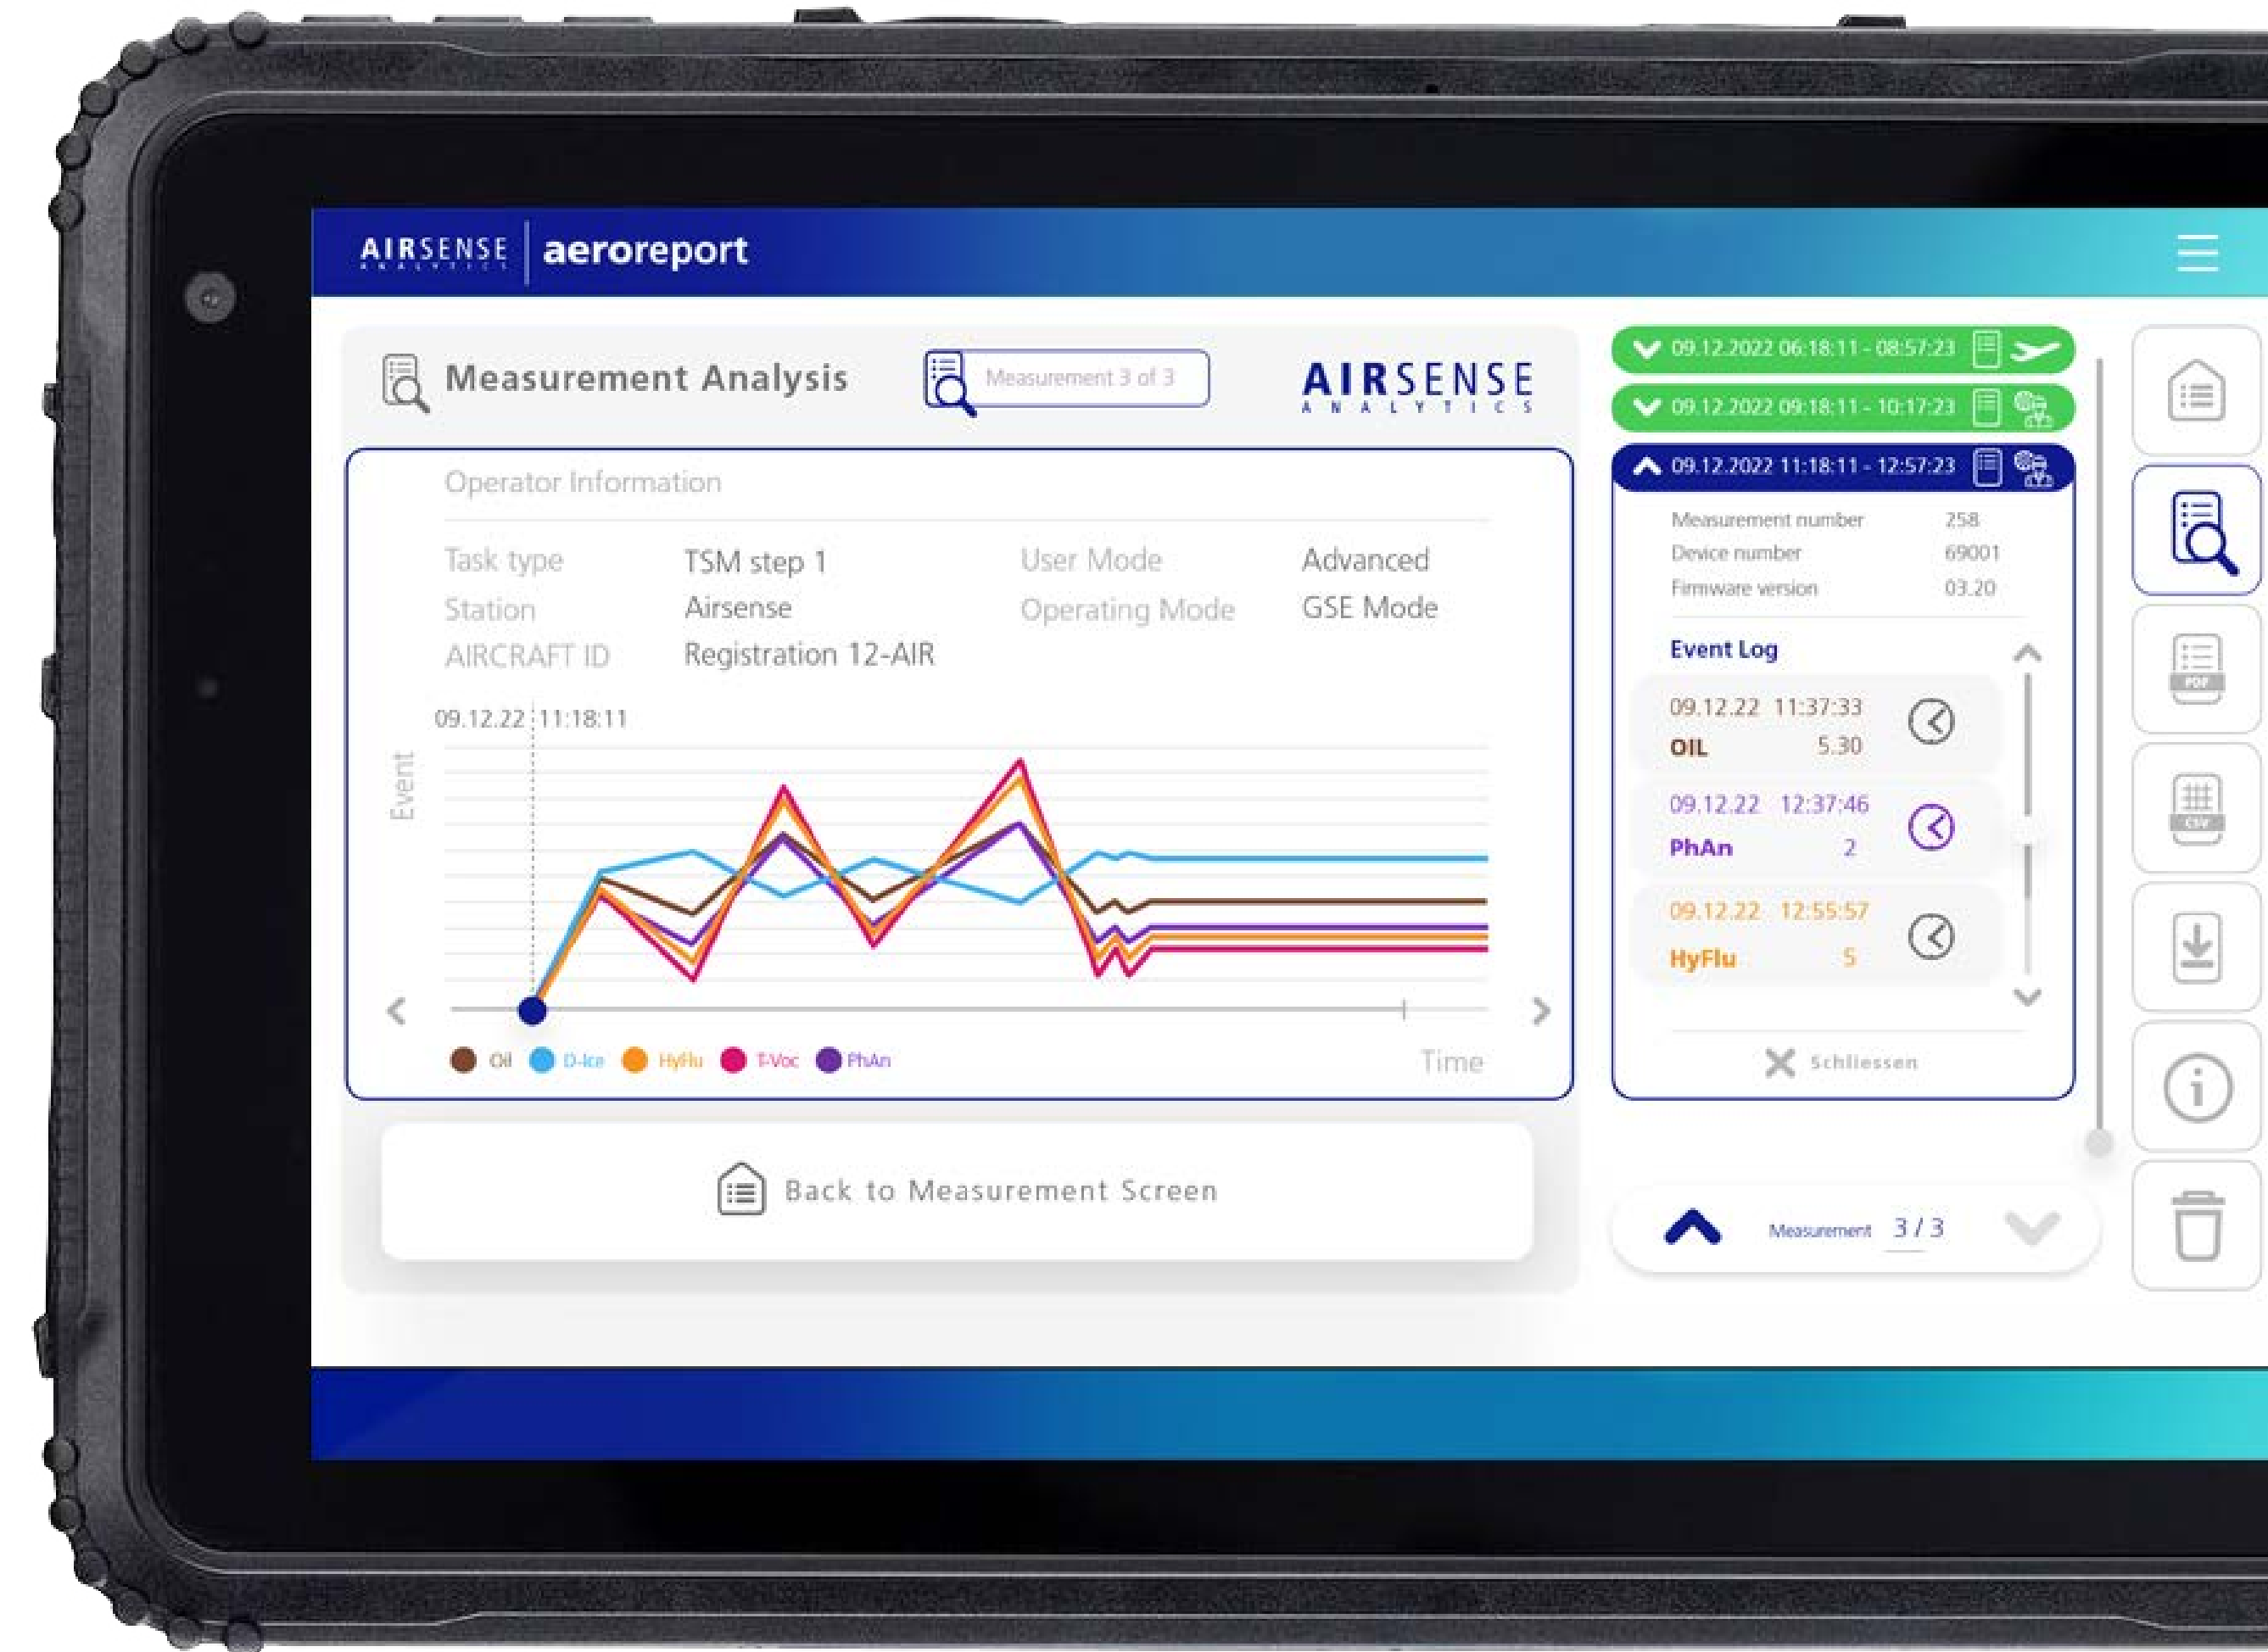 AIRSENSE
ANALYTICS
aeroreport
Measurement Analysis
Measurement 3 of 3
AIRSENSE
ANALYTICS
Operator Information
Task type TSM step 1 User Mode Advanced
Station Airsense Operating Mode GSE Mode
AIRCRAFT ID Registration 12-AIR
09.12.22 11:18:11
Event
Oil D-Ice HyFlu T-Voc PhAn
Time
Back to Measurement Screen
09.12.2022 06:18:11 - 08:57:23
09.12.2022 09:18:11 - 10:17:23
09.12.2022 11:18:11 - 12:57:23
Measurement number 258
Device number 69001
Firmware version 03.20
Event Log
09.12.22 11:37:33
OIL 5.30
09.12.22 12:37:46
PhAn 2
09.12.22 12:55:57
HyFlu 5
Schliessen
Measurement 3 / 3
PDF
CSV